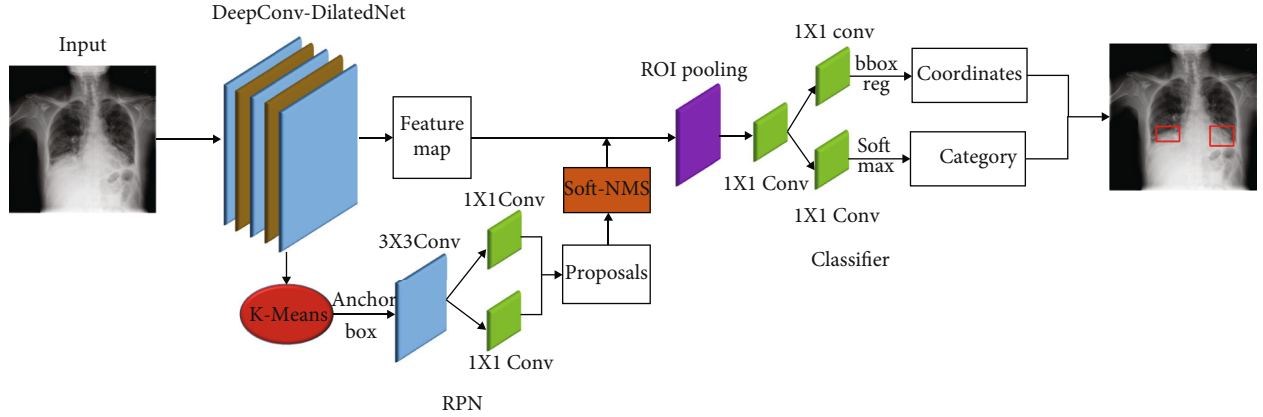 DeepConv-DilatedNet
Input
Feature
map
ROI pooling
1X1 conv
bbox
reg
Coordinates
1X1 Conv
Soft
max
Category
1X1 Conv
Classifier
Soft-NMS
1X1Conv
3X3Conv
Proposals
K-Means
Anchor
box
1X1 Conv
RPN